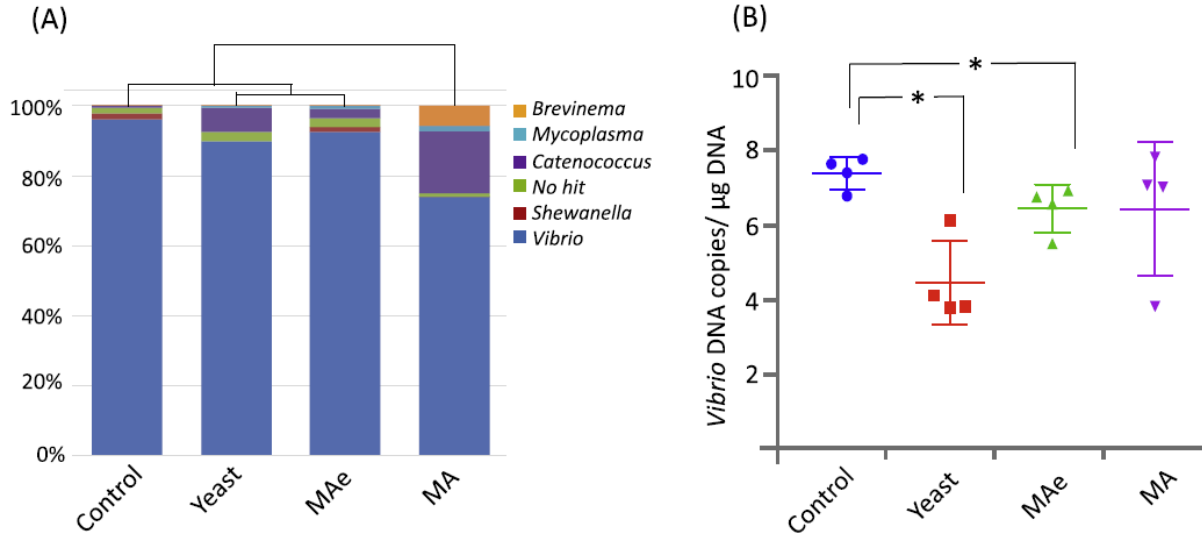 (A)
100%
80%
60%
40%
20%
0%
Control
Yeast
MAe
MA
Brevinema
Mycoplasma
Catenococcus
No hit
Shewanella
Vibrio
(B)
Vibrio DNA copies/ µg DNA
10
8
6
4
2
*
*
Control
Yeast
MAe
MA